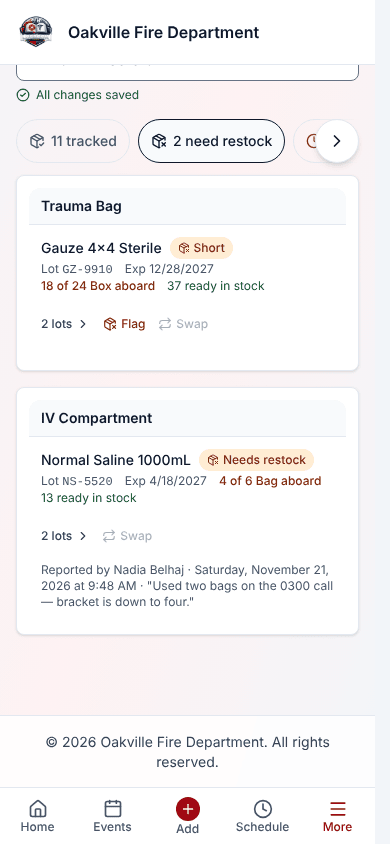 Oakville Fire Department
All changes saved
11 tracked
2 need restock
Trauma Bag
Gauze 4×4 Sterile Short
Lot GZ-9910 Exp 12/28/2027
18 of 24 Box aboard 37 ready in stock
2 lots Flag Swap
IV Compartment
Normal Saline 1000mL Needs restock
Lot NS-5520 Exp 4/18/2027 4 of 6 Bag aboard
13 ready in stock
2 lots Swap
Reported by Nadia Belhaj · Saturday, November 21,
2026 at 9:48 AM · "Used two bags on the 0300 call
— bracket is down to four."
© 2026 Oakville Fire Department. All rights
reserved.
Home Events Add Schedule More